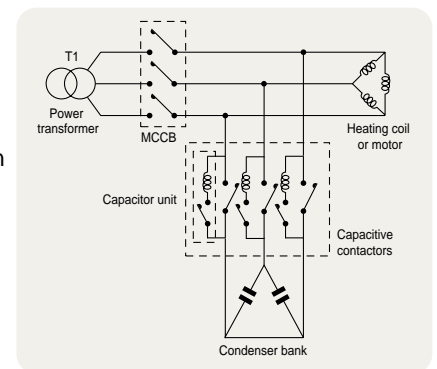 T1
Power
transformer
MCCB
Heating coil
or motor
Capacitor unit
Capacitive
contactors
Condenser bank